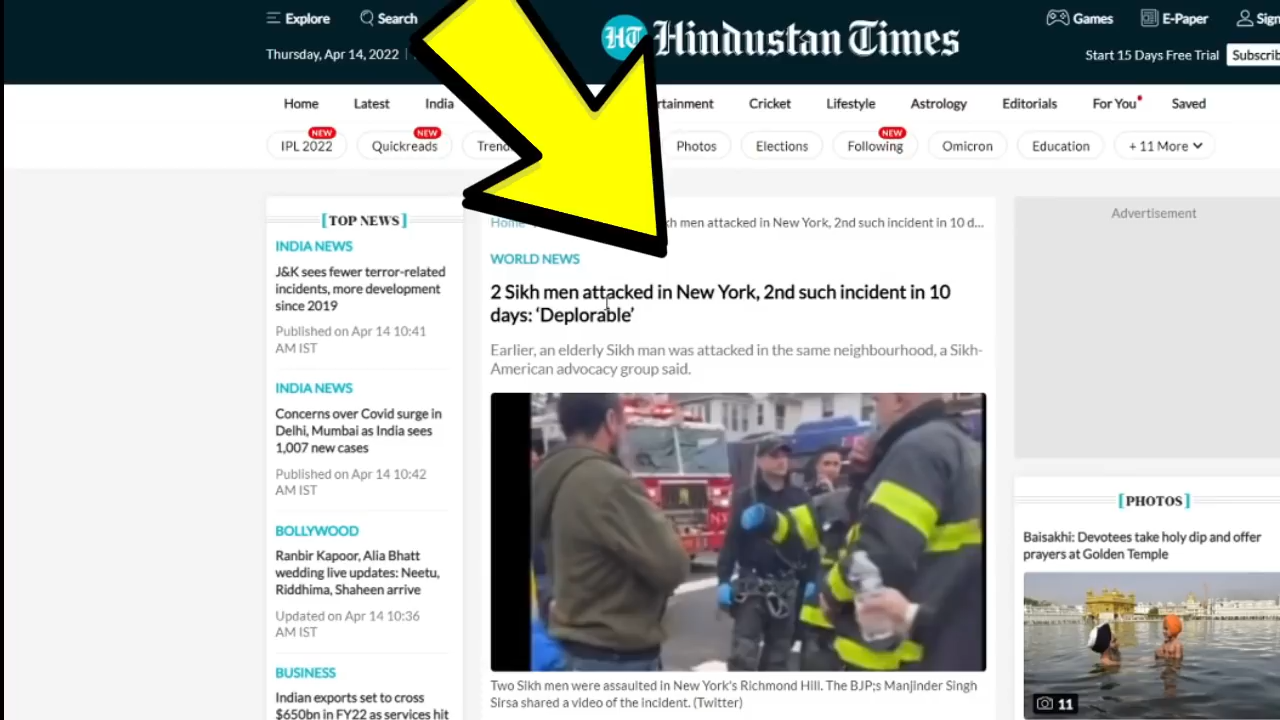 Explore
Search
HT Hindustan Times
Games
E-Paper
Sign
Thursday, Apr 14, 2022
Start 15 Days Free Trial
Subscrib
Home
Latest
India
rtainment
Cricket
Lifestyle
Astrology
Editorials
For You
Saved
NEW
NEW
NEW
IPL 2022
Quickreads
Trend
Photos
Elections
Following
Omicron
Education
+ 11 More
[TOP NEWS]
INDIA NEWS
J&K sees fewer terror-related
incidents, more development
since 2019
Published on Apr 14 10:41
AM IST
INDIA NEWS
Concerns over Covid surge in
Delhi, Mumbai as India sees
1,007 new cases
Published on Apr 14 10:42
AM IST
BOLLYWOOD
Ranbir Kapoor, Alia Bhatt
wedding live updates: Neetu,
Riddhima, Shaheen arrive
Updated on Apr 14 10:36
AM IST
BUSINESS
Indian exports set to cross
$650bn in FY22 as services hit
Home
kh men attacked in New York, 2nd such incident in 10 d...
WORLD NEWS
2 Sikh men attacked in New York, 2nd such incident in 10
days: ‘Deplorable’
Earlier, an elderly Sikh man was attacked in the same neighbourhood, a Sikh-
American advocacy group said.
Two Sikh men were assaulted in New York's Richmond Hill. The BJP;s Manjinder Singh
Sirsa shared a video of the incident. (Twitter)
Advertisement
[PHOTOS]
Baisakhi: Devotees take holy dip and offer
prayers at Golden Temple
11